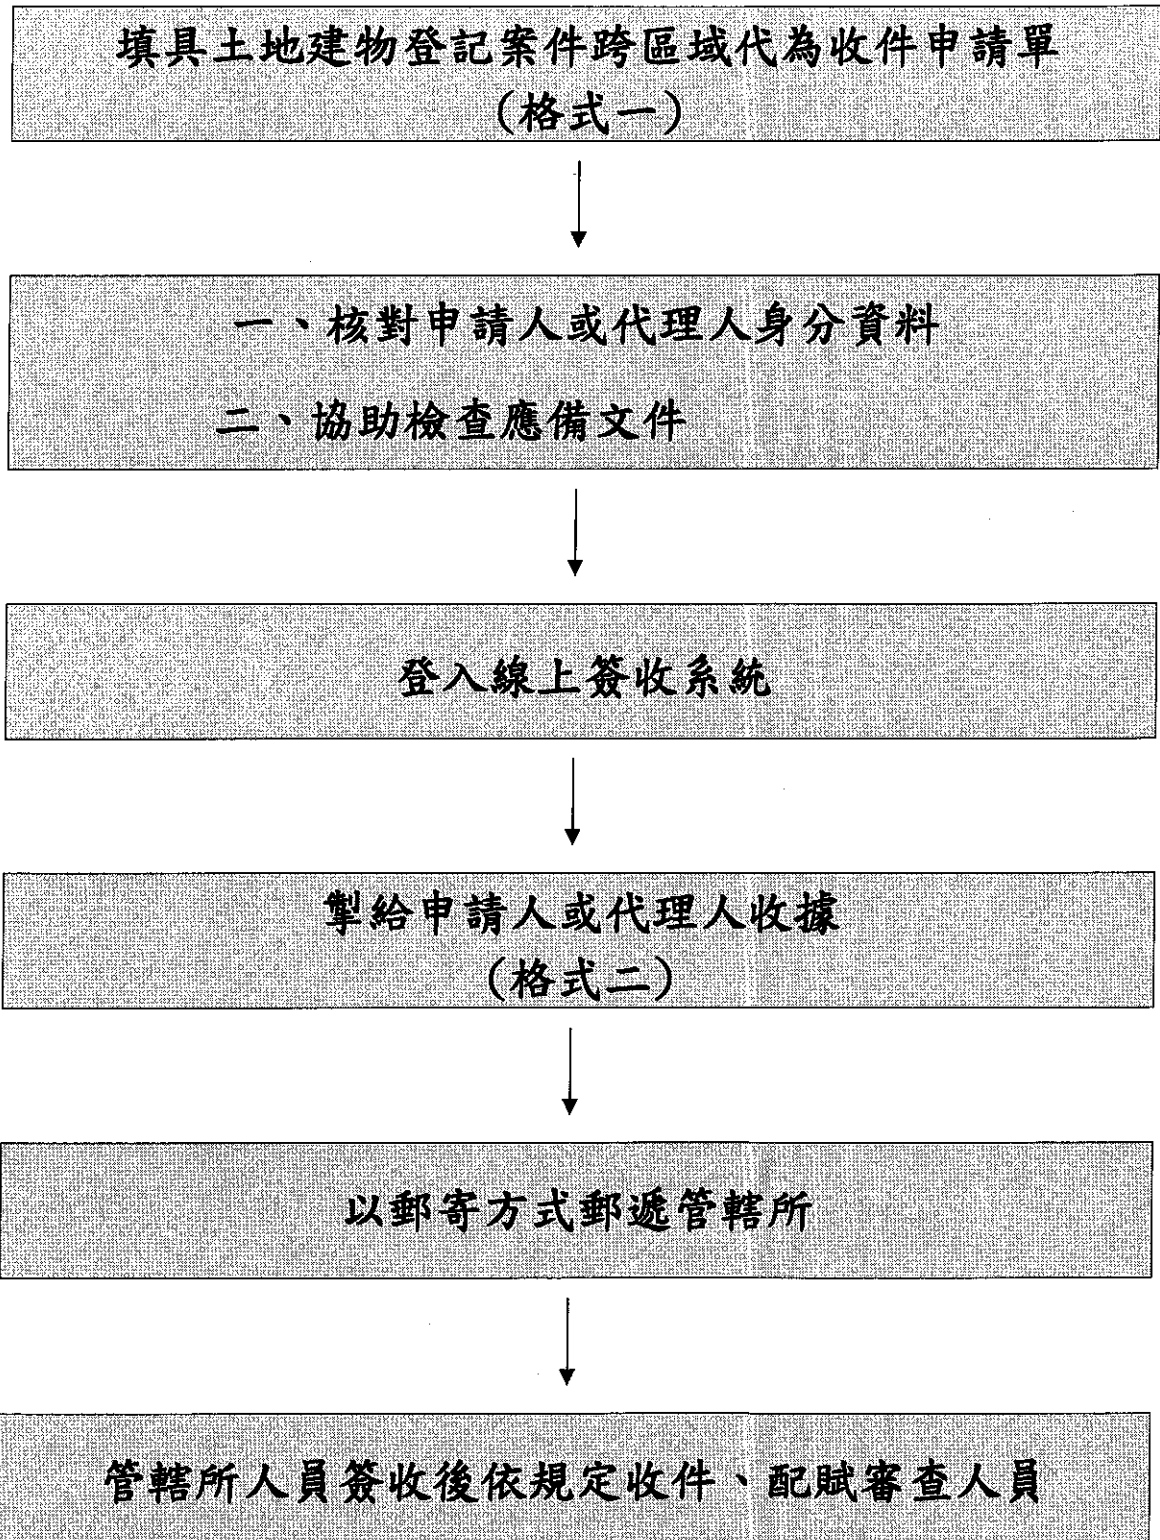 填具土地建物登記案件跨區域代為收件申請單
(格式一)
一、核對申請人或代理人身分資料
二、協助檢查應備文件
登入線上簽收系統
掣給申請人或代理人收據
(格式二)
以郵寄方式郵遞管轄所
管轄所人員簽收後依規定收件、配賦審查人員